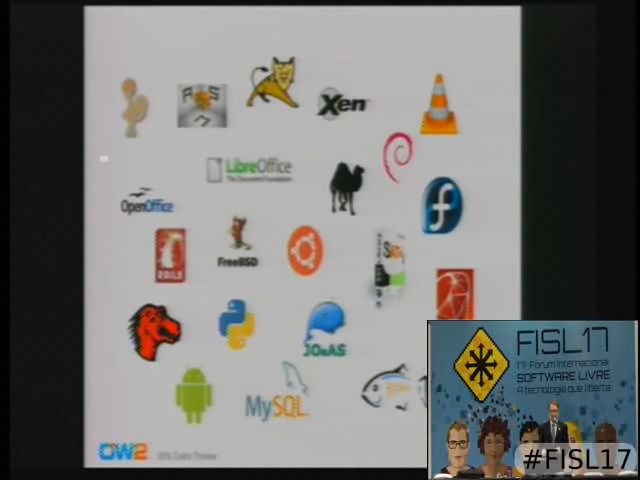 Xen
LibreOffice
The Document Foundation
OpenOffice
RAILS
FreeBSD
JOnAS
MySQL
OW2
FISL17
17º Fórum Internacional
SOFTWARE LIVRE
A tecnologia que liberta
#FISL17